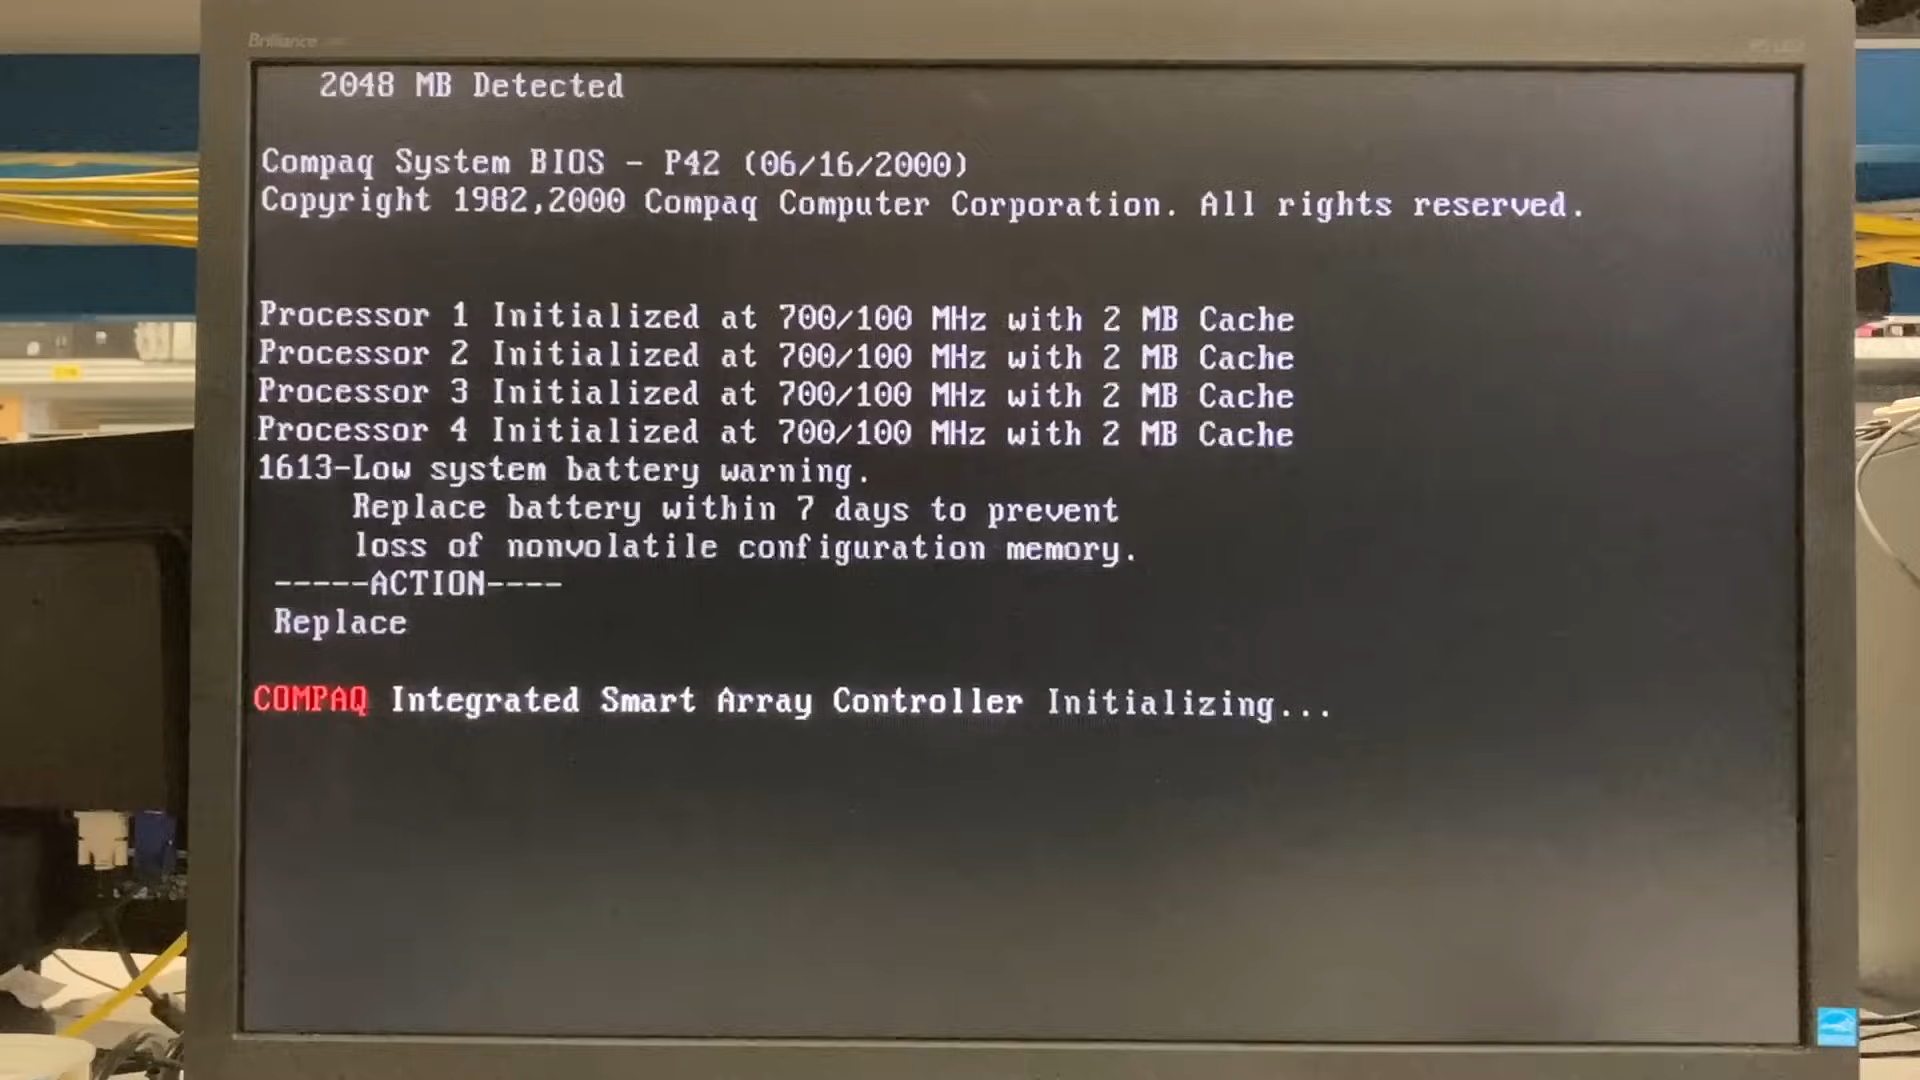 Brilliance
2048 MB Detected
Compaq System BIOS - P42 (06/16/2000)
Copyright 1982,2000 Compaq Computer Corporation. All rights reserved.
Processor 1 Initialized at 700/100 MHz with 2 MB Cache
Processor 2 Initialized at 700/100 MHz with 2 MB Cache
Processor 3 Initialized at 700/100 MHz with 2 MB Cache
Processor 4 Initialized at 700/100 MHz with 2 MB Cache
1613-Low system battery warning.
Replace battery within 7 days to prevent
loss of nonvolatile configuration memory.
-----ACTION----
Replace
COMPAQ Integrated Smart Array Controller Initializing...